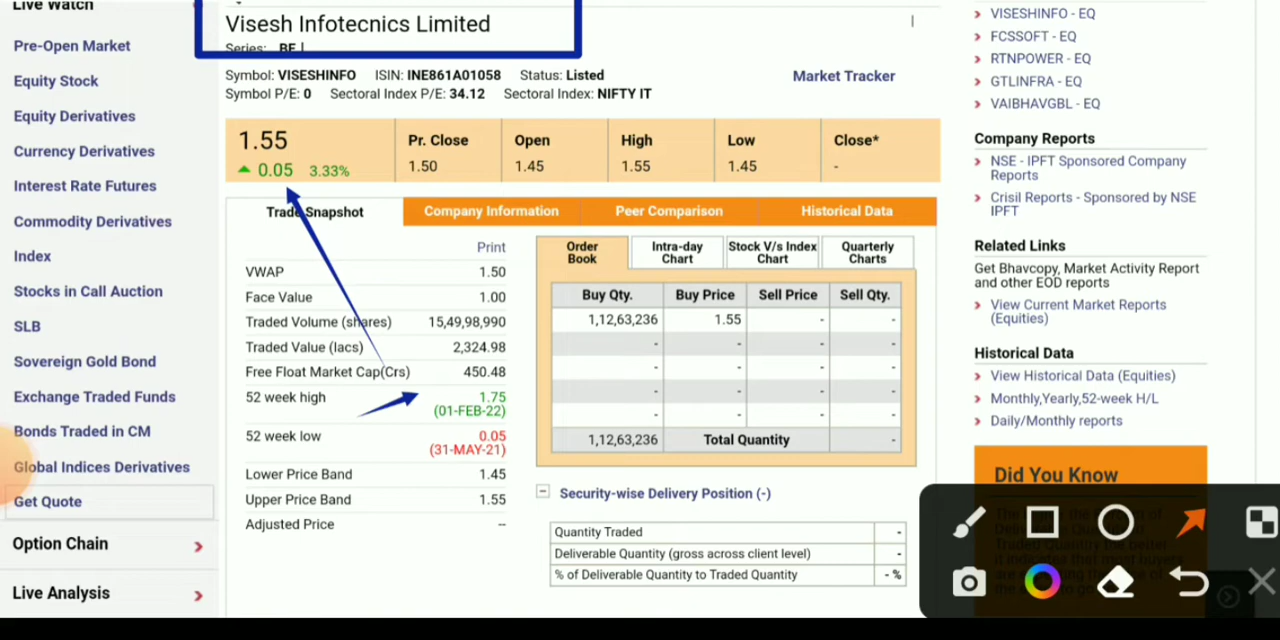 Live Watch
Pre-Open Market
Equity Stock
Equity Derivatives
Currency Derivatives
Interest Rate Futures
Commodity Derivatives
Index
Stocks in Call Auction
SLB
Sovereign Gold Bond
Exchange Traded Funds
Bonds Traded in CM
Global Indices Derivatives
Get Quote
Option Chain
Live Analysis
Visesh Infotecnics Limited
Series: BE |
Symbol: VISESHINFO ISIN: INE861A01058 Status: Listed
Symbol P/E: 0 Sectoral Index P/E: 34.12 Sectoral Index: NIFTY IT
Market Tracker
1.55
0.05 3.33%
Pr. Close Open High Low Close*
1.50 1.45 1.55 1.45 -
Trade Snapshot Company Information Peer Comparison Historical Data
Print
VWAP 1.50
Face Value 1.00
Traded Volume (shares) 15,49,98,990
Traded Value (lacs) 2,324.98
Free Float Market Cap(Crs) 450.48
52 week high 1.75
(01-FEB-22)
52 week low 0.05
(31-MAY-21)
Lower Price Band 1.45
Upper Price Band 1.55
Adjusted Price --
Order Intra-day Stock V/s Index Quarterly
Book Chart Chart Charts
Buy Qty. Buy Price Sell Price Sell Qty.
1,12,63,236 1.55 - -
- - - -
- - - -
- - - -
- - - -
1,12,63,236 Total Quantity -
Security-wise Delivery Position (-)
Quantity Traded -
Deliverable Quantity (gross across client level) -
% of Deliverable Quantity to Traded Quantity - %
VISESHINFO - EQ
FCSSOFT - EQ
RTNPOWER - EQ
GTLINFRA - EQ
VAIBHAVGBL - EQ
Company Reports
NSE - IPFT Sponsored Company
Reports
Crisil Reports - Sponsored by NSE
IPFT
Related Links
Get Bhavcopy, Market Activity Report
and other EOD reports
View Current Market Reports
(Equities)
Historical Data
View Historical Data (Equities)
Monthly,Yearly,52-week H/L
Daily/Monthly reports
Did You Know